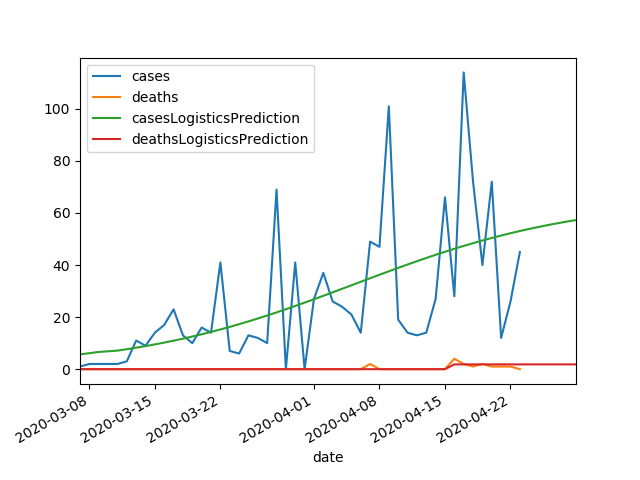 cases
deaths
casesLogisticsPrediction
deathsLogisticsPrediction
100
80
60
40
20
0
2020-03-08
2020-03-15
2020-03-22
2020-04-01
2020-04-08
2020-04-15
2020-04-22
date